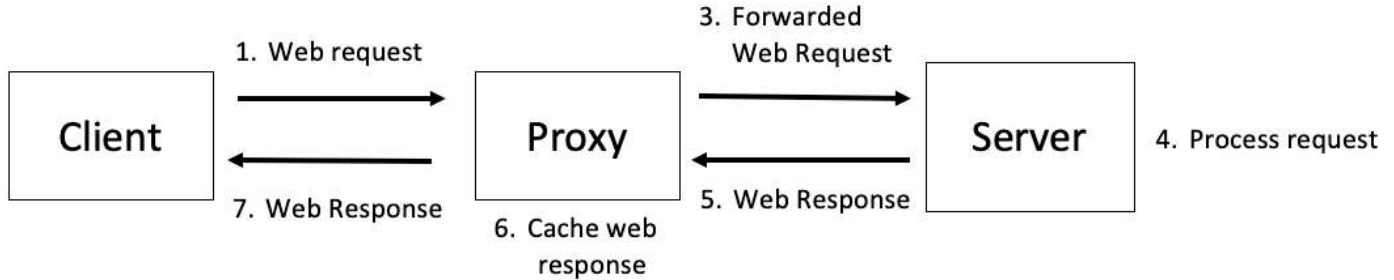 3. Forwarded
Web Request
1. Web request
Client
Proxy
Server
4. Process request
7. Web Response
5. Web Response
6. Cache web
response